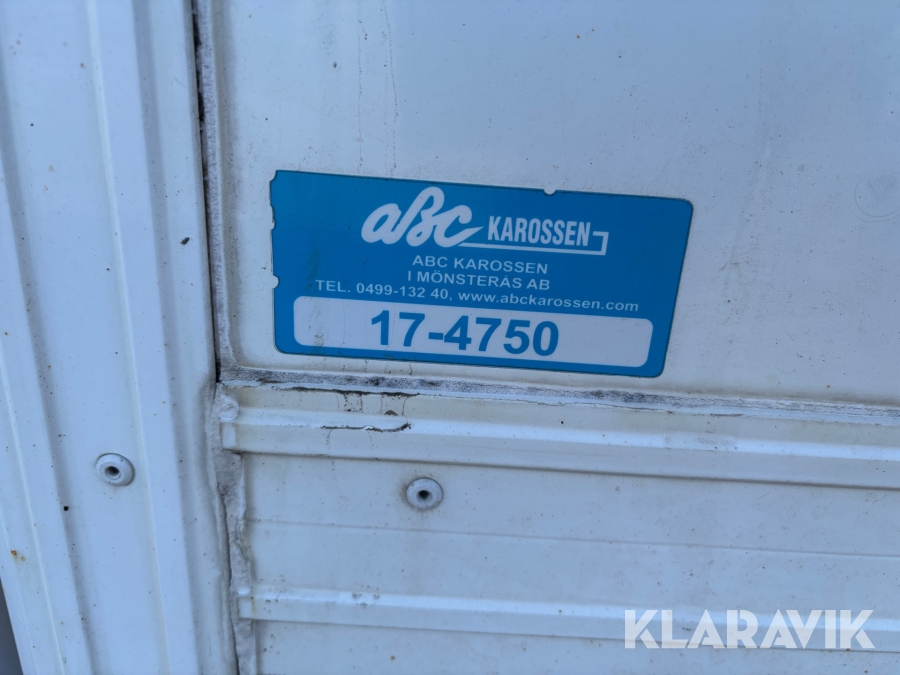 aBC KAROSSEN
ABC KAROSSEN
I MÖNSTERÅS AB
TEL. 0499-132 40, www.abckarossen.com
17-4750
KLARAVIK